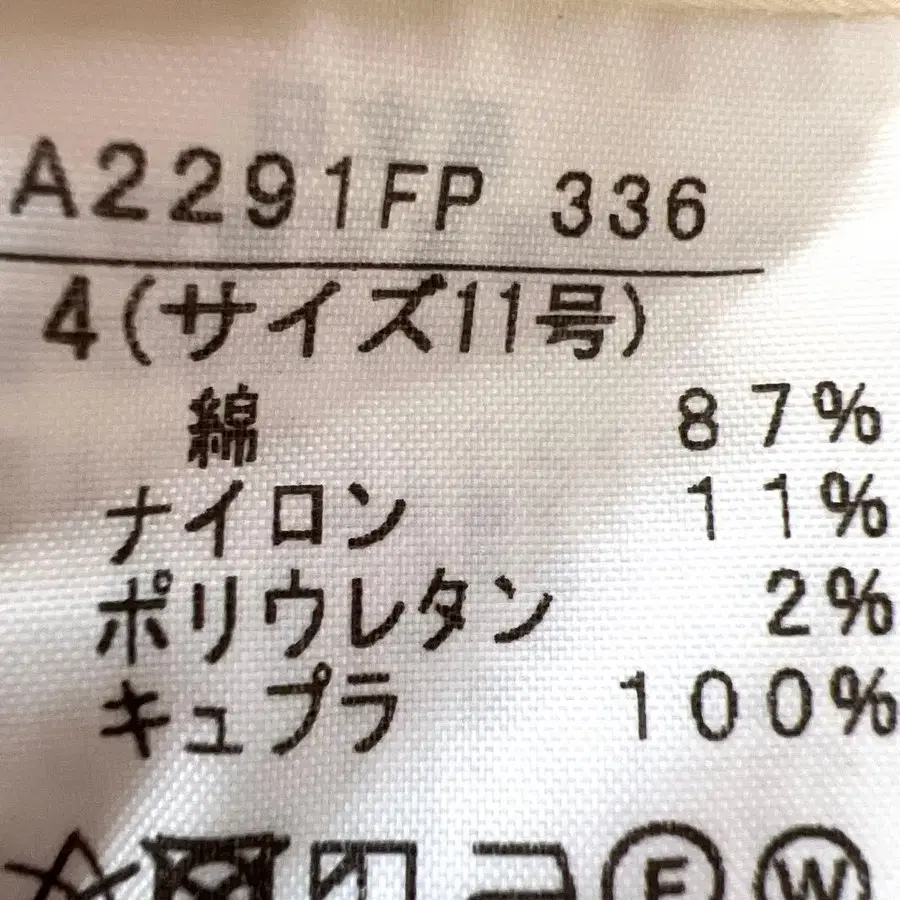 A2291FP 336
4(サイズ11号)
綿 87%
ナイロン 11%
ポリウレタン 2%
キュプラ 100%
F W